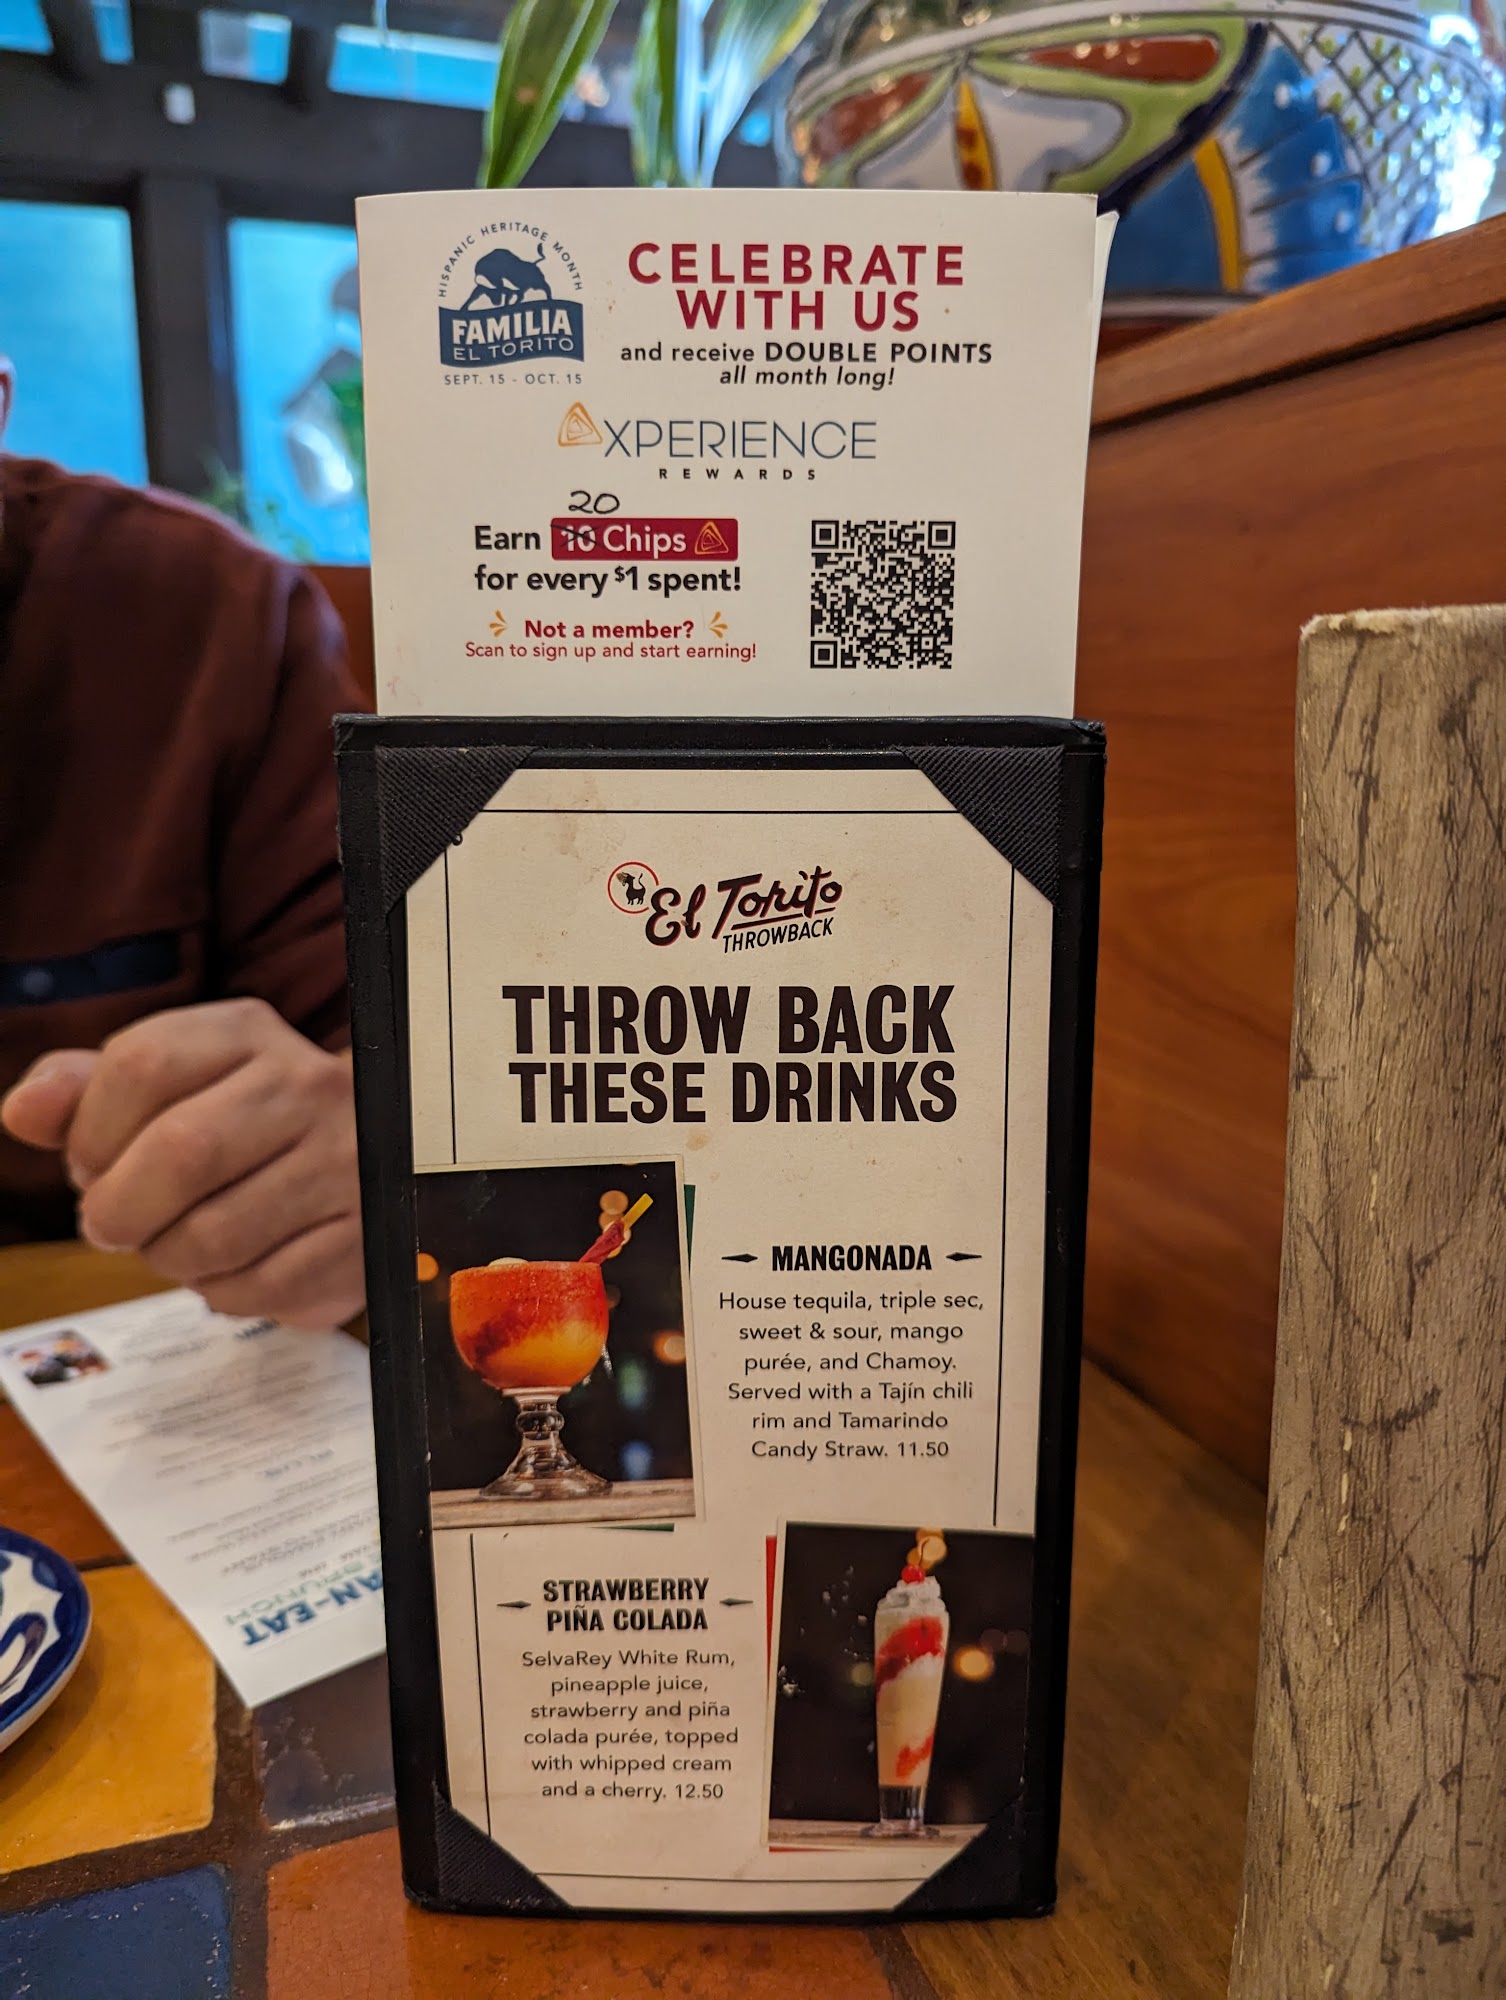 HISPANIC HERITAGE MONTH
FAMILIA
EL TORITO
SEPT. 15 - OCT. 15
CELEBRATE
WITH US
and receive DOUBLE POINTS
all month long!
XPERIENCE
REWARDS
20
Earn 10 Chips
for every $1 spent!
Not a member?
Scan to sign up and start earning!
El Torito
THROWBACK
THROW BACK
THESE DRINKS
MANGONADA
House tequila, triple sec,
sweet & sour, mango
purée, and Chamoy.
Served with a Tajín chili
rim and Tamarindo
Candy Straw. 11.50
STRAWBERRY
PIÑA COLADA
SelvaRey White Rum,
pineapple juice,
strawberry and piña
colada purée, topped
with whipped cream
and a cherry. 12.50
AN-EAT
BRUNCH